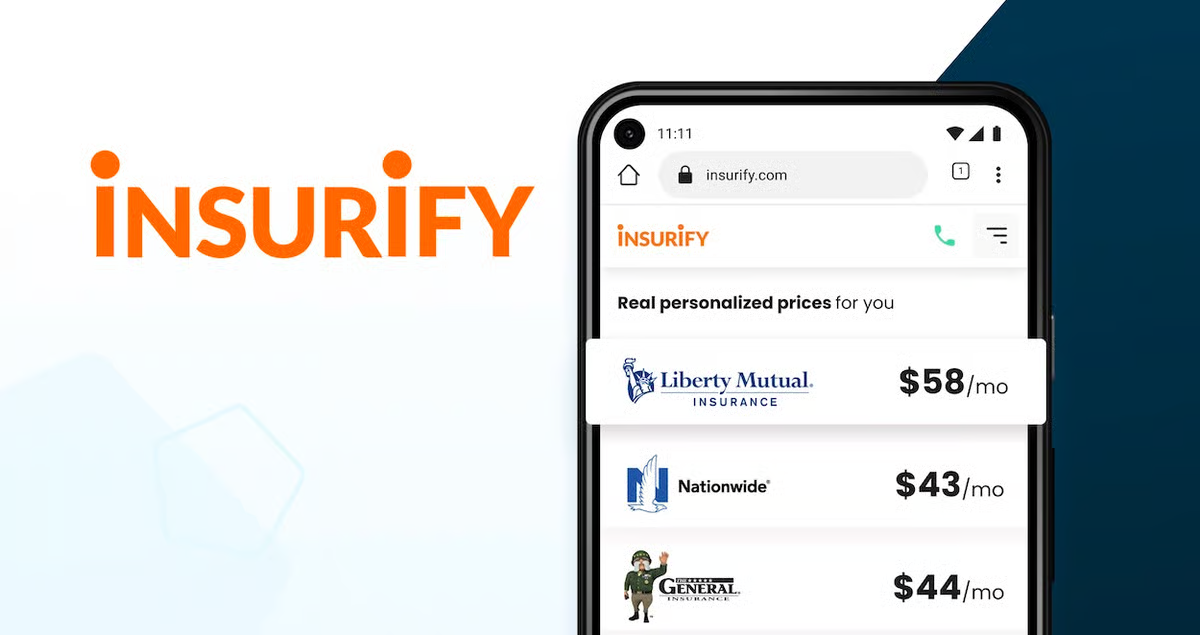 iNSURiFY
11:11
1
insurify.com
iNSURiFY
Real personalized prices for you
Liberty Mutual®
INSURANCE
$58/mo
N
Nationwide®
$43/mo
THE
GENERAL®
INSURANCE
$44/mo